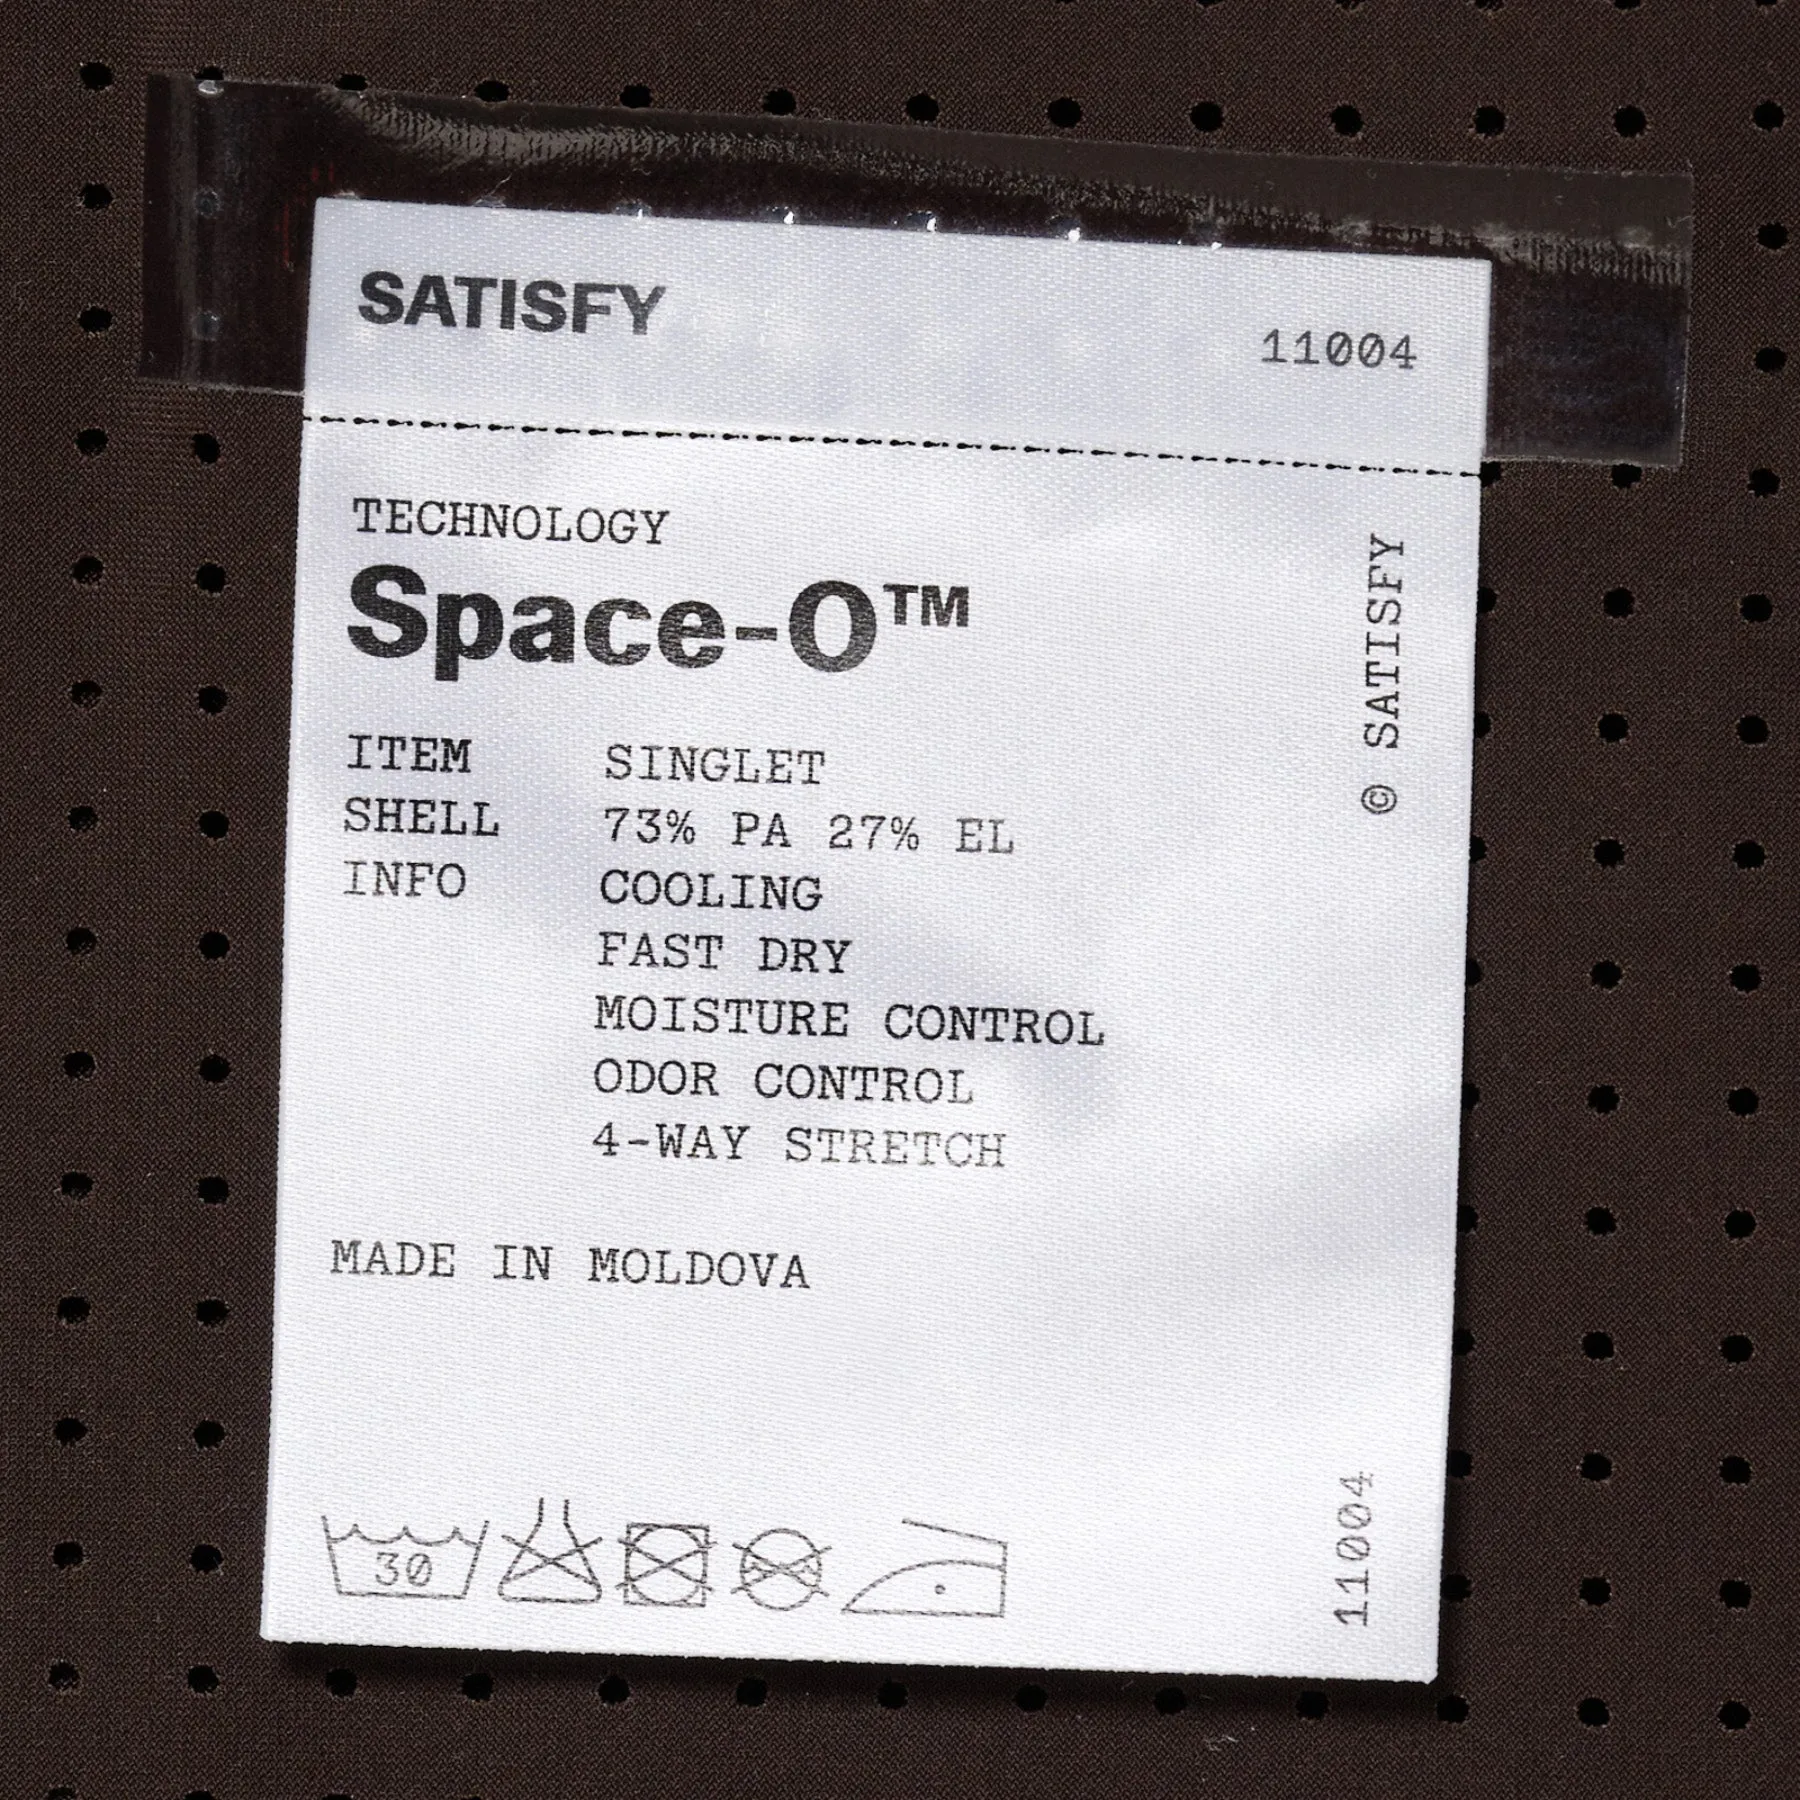 SATISFY
11004
TECHNOLOGY
Space-O™
ITEM SINGLET
SHELL 73% PA 27% EL
INFO COOLING
FAST DRY
MOISTURE CONTROL
ODOR CONTROL
4-WAY STRETCH
MADE IN MOLDOVA
© SATISFY
30
11004